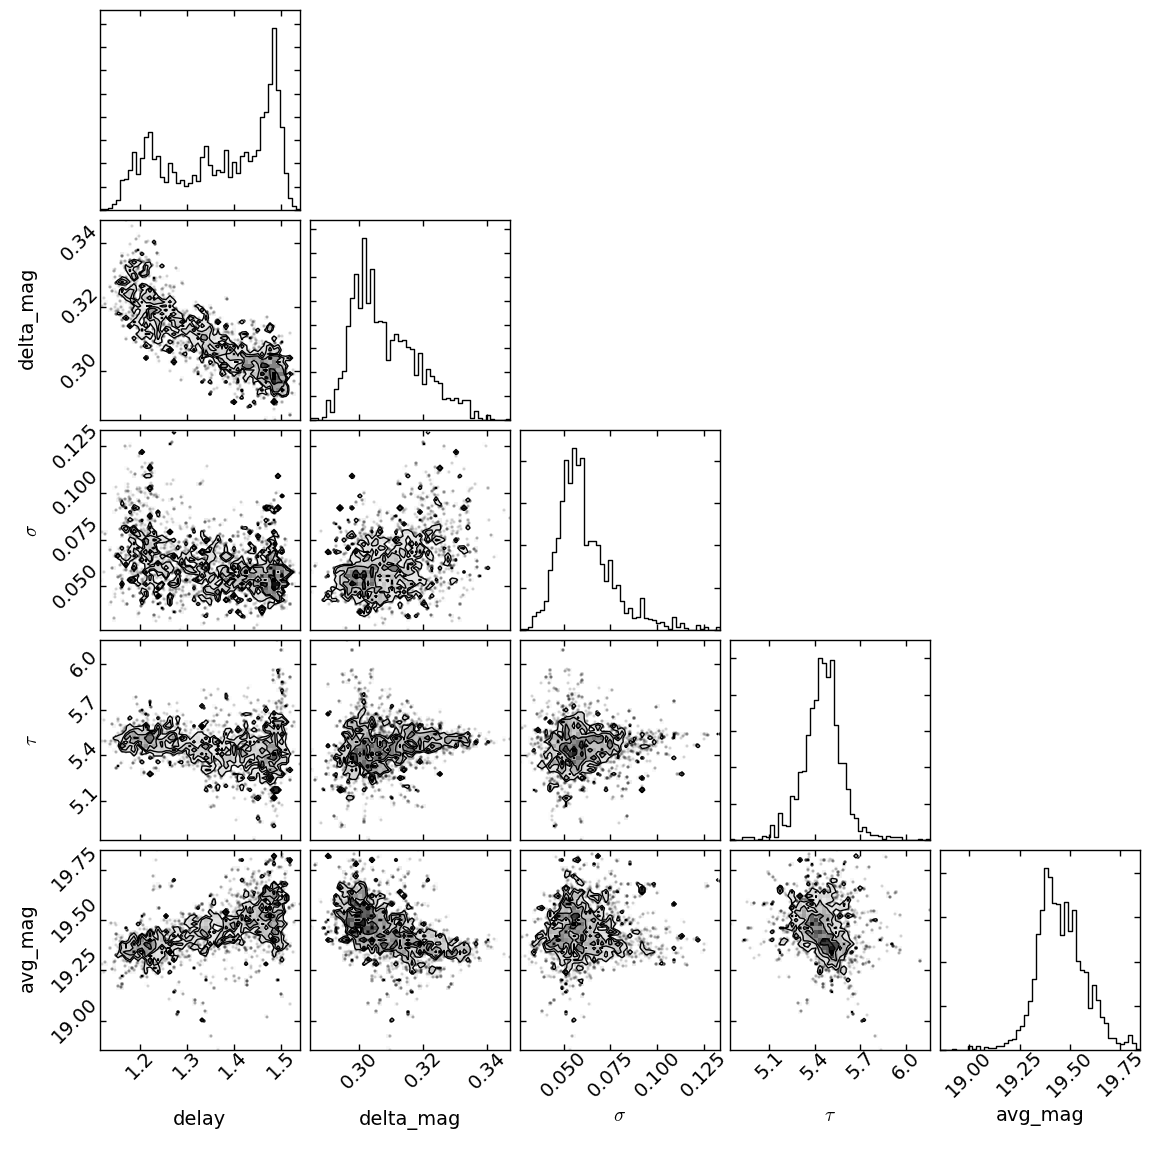 0.34
0.32
0.30
delta_mag
0.125
0.100
0.075
0.050
σ
6.0
5.7
5.4
5.1
τ
19.75
19.50
19.25
19.00
avg_mag
1.2 1.3 1.4 1.5 0.30 0.32 0.34 0.050 0.075 0.100 0.125 5.1 5.4 5.7 6.0 19.00 19.25 19.50 19.75
delay delta_mag σ τ avg_mag